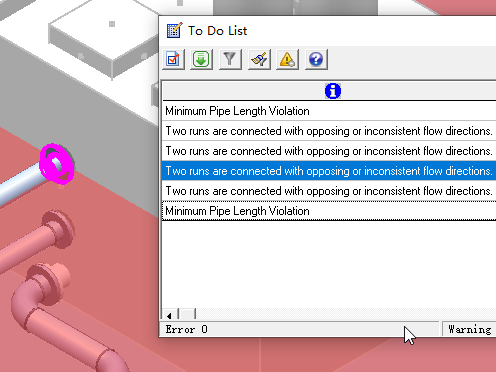 To Do List
Minimum Pipe Length Violation
Two runs are connected with opposing or inconsistent flow directions.
Two runs are connected with opposing or inconsistent flow directions.
Two runs are connected with opposing or inconsistent flow directions.
Two runs are connected with opposing or inconsistent flow directions.
Minimum Pipe Length Violation
Error 0
Warning